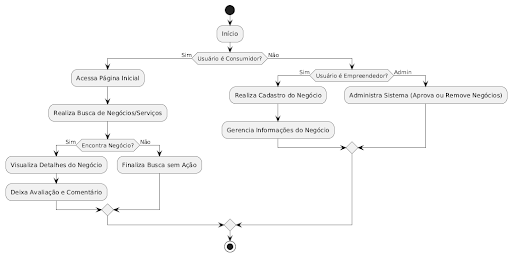 Início
Sim
Usuário é Consumidor?
Não
Acessa Página Inicial
Realiza Busca de Negócios/Serviços
Sim
Encontra Negócio?
Não
Visualiza Detalhes do Negócio
Finaliza Busca sem Ação
Deixa Avaliação e Comentário
Sim
Usuário é Empreendedor?
Admin
Realiza Cadastro do Negócio
Administra Sistema (Aprova ou Remove Negócios)
Gerencia Informações do Negócio